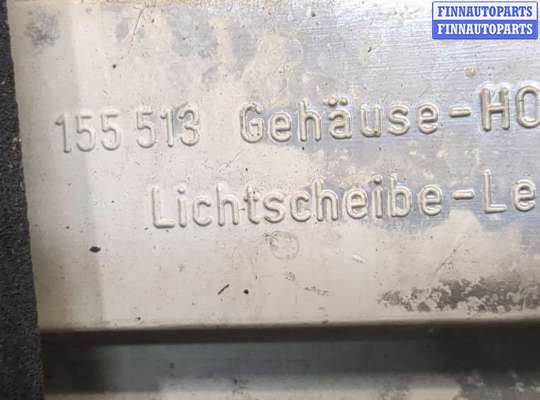 FINNAUTOPARTS
FINNAUTOPARTS
155 513 Gehäuse-HO
Lichtscheibe-Le